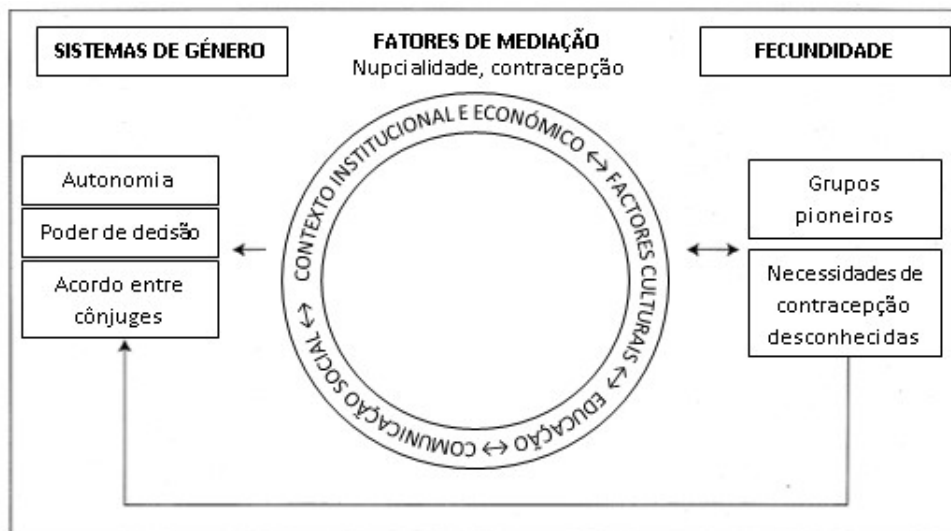 SISTEMAS DE GÉNERO
FATORES DE MEDIAÇÃO
Nupcialidade, contracepção
FECUNDIDADE
Autonomia
Poder de decisão
Acordo entre
cônjuges
CONTEXTO INSTITUCIONAL E ECONÓMICO ↔ FACTORES CULTURAIS ↔ EDUCAÇÃO ↔ COMUNICAÇÃO SOCIAL ↔
Grupos
pioneiros
Necessidades de
contracepção
desconhecidas